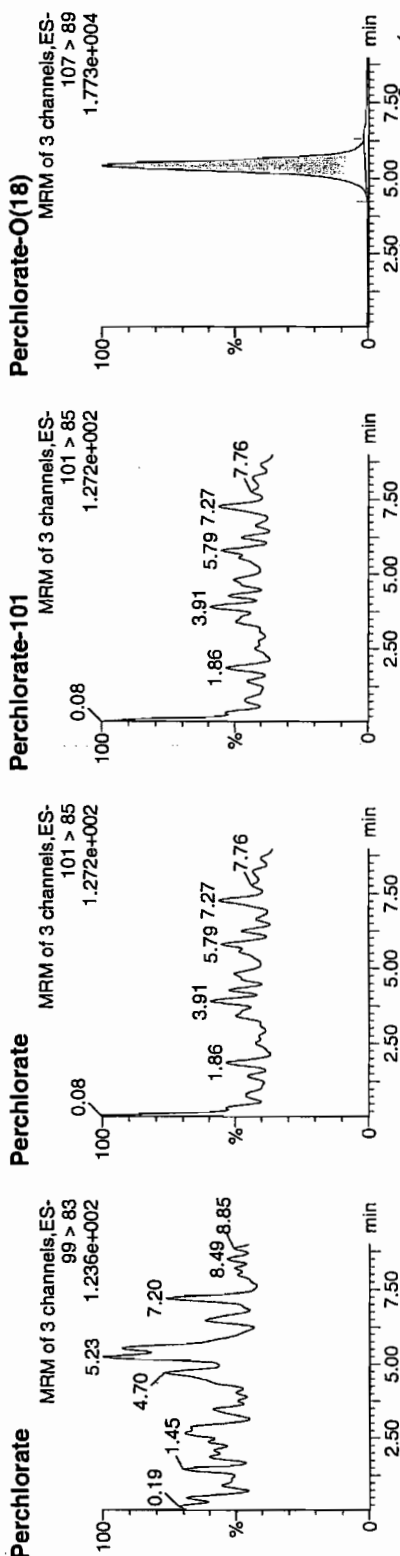 Perchlorate
MRM of 3 channels,ES-
99 > 83
1.236e+002
100
%
0
0.19
1.45
4.70
5.23
7.20
8.49
8.85
2.50
5.00
7.50
min
Perchlorate
MRM of 3 channels,ES-
101 > 85
1.272e+002
100
%
0
0.08
1.86
3.91
5.79
7.27
7.76
2.50
5.00
7.50
min
Perchlorate-101
MRM of 3 channels,ES-
101 > 85
1.272e+002
100
%
0
0.08
1.86
3.91
5.79
7.27
7.76
2.50
5.00
7.50
min
Perchlorate-O(18)
MRM of 3 channels,ES-
107 > 89
1.773e+004
100
%
0
2.50
5.00
7.50
min